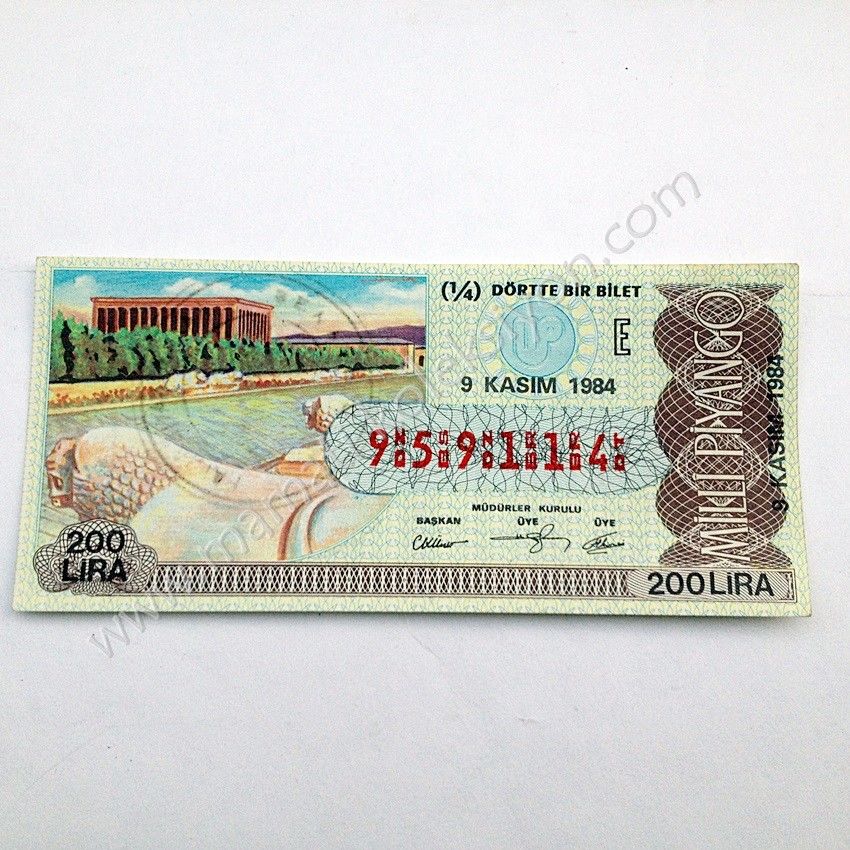 (1/4) DÖRTTE BİR BİLET
E
9 KASIM 1984
959114
MÜDÜRLER KURULU
BAŞKAN ÜYE ÜYE
200 LİRA
200 LİRA
MİLLİ PİYANGO
9 KASIM 1984